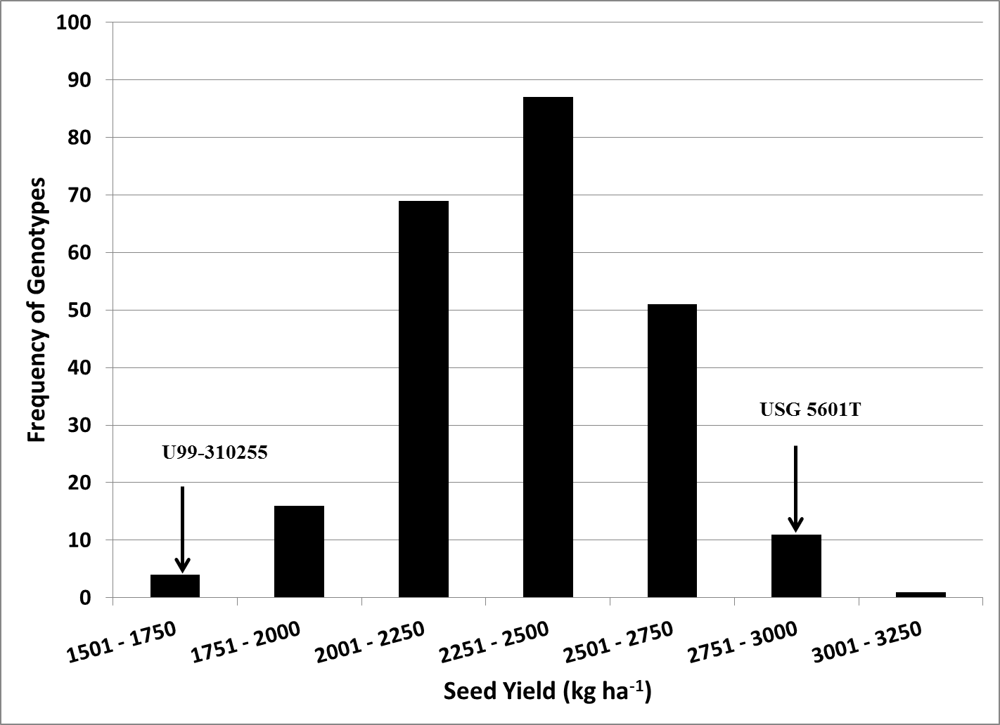 100
90
80
70
60
50
40
30
20
10
0
Frequency of Genotypes
U99-310255
USG 5601T
1501 - 1750
1751 - 2000
2001 - 2250
2251 - 2500
2501 - 2750
2751 - 3000
3001 - 3250
Seed Yield (kg ha⁻¹)